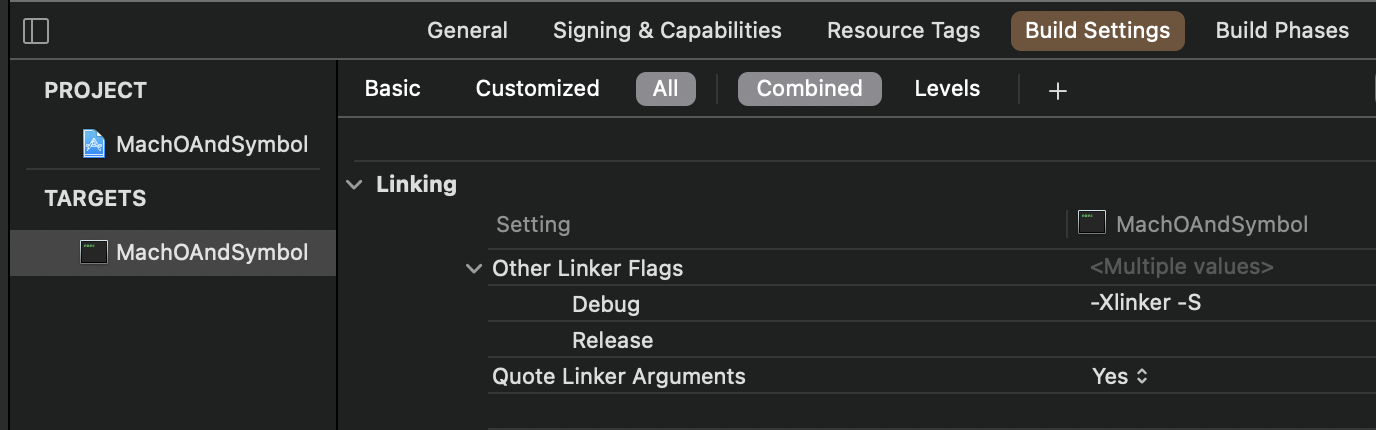 General Signing & Capabilities Resource Tags Build Settings Build Phases
PROJECT
MachOAndSymbol
TARGETS
MachOAndSymbol
Basic Customized All Combined Levels +
Linking
Setting MachOAndSymbol
Other Linker Flags <Multiple values>
Debug -Xlinker -S
Release
Quote Linker Arguments Yes